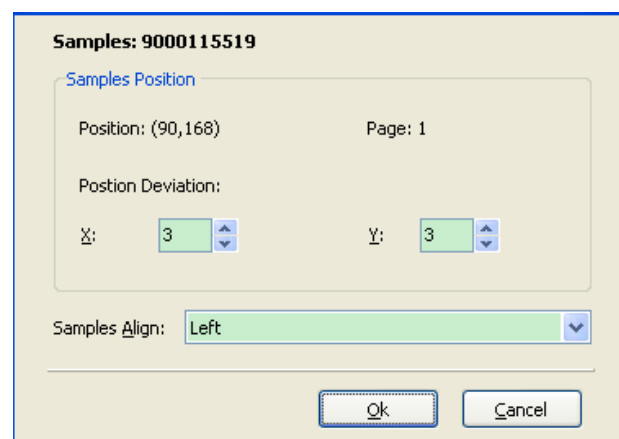 Samples: 9000115519
Samples Position
Position: (90,168) Page: 1
Postion Deviation:
X: 3 Y: 3
Samples Align: Left
Ok Cancel